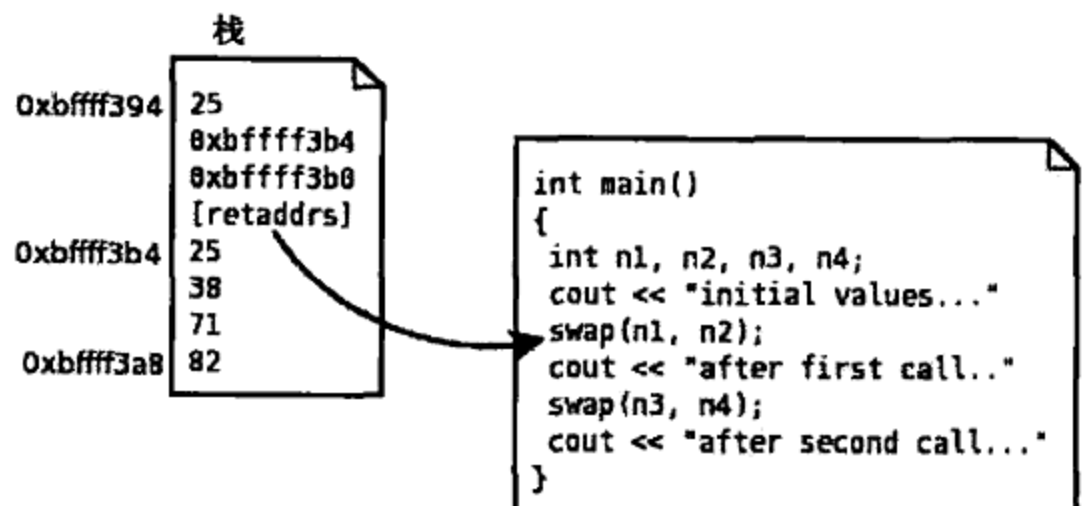 栈
0xbffff394
25
0xbffff3b4
0xbffff3b0
[retaddrs]
0xbffff3b4
25
38
71
0xbffff3a8
82
int main()
{
int n1, n2, n3, n4;
cout << "initial values..."
swap(n1, n2);
cout << "after first call.."
swap(n3, n4);
cout << "after second call..."
}